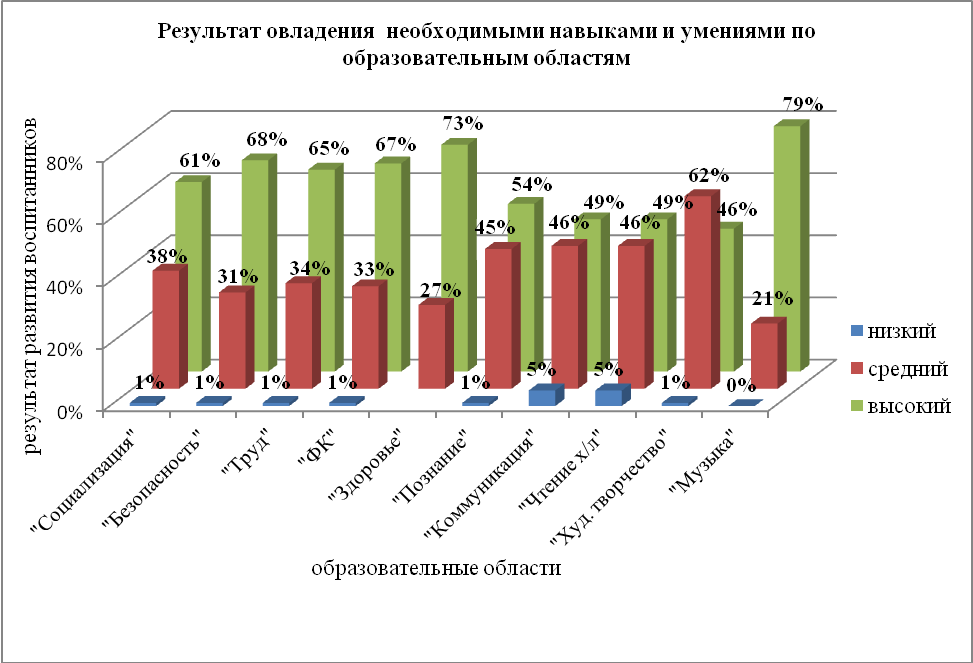 Результат овладения  необходимыми навыками и умениями по
образовательным областям
результат развития воспитанников
80%
60%
40%
20%
0%
61%
68%
65%
67%
73%
54%
49%
49%
46%
79%
38%
31%
34%
33%
27%
45%
46%
46%
62%
21%
1%
1%
1%
1%
1%
5%
5%
1%
0%
"Социализация"
"Безопасность"
"Труд"
"ФК"
"Здоровье"
"Познание"
"Коммуникация"
"Чтение х/л"
"Худ. творчество"
"Музыка"
образовательные области
низкий
средний
высокий